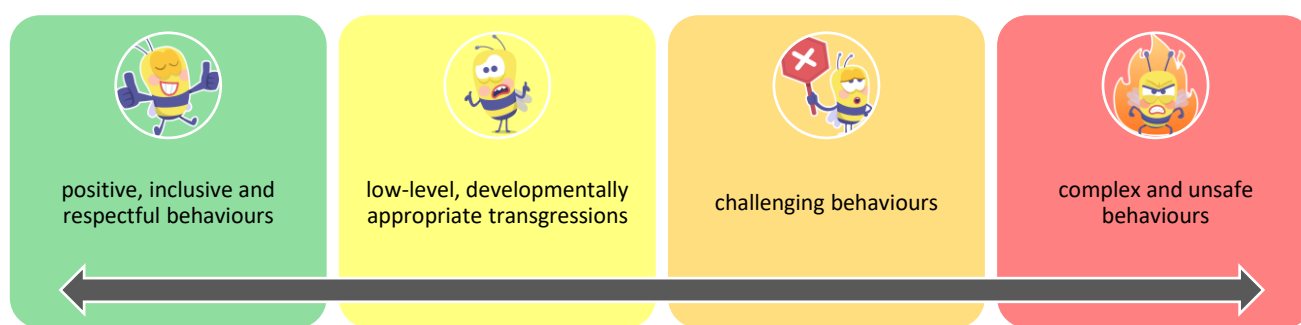 positive, inclusive and
respectful behaviours
low-level, developmentally
appropriate transgressions
challenging behaviours
complex and unsafe
behaviours